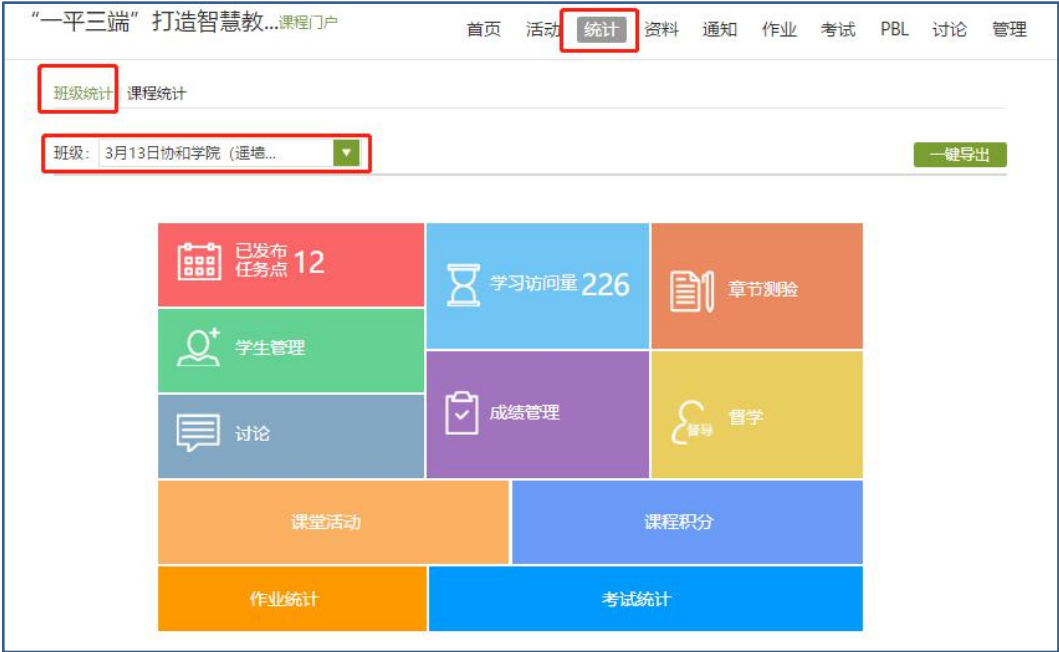 “一平三端”打造智慧教...课程门户
首页 活动 统计 资料 通知 作业 考试 PBL 讨论 管理
班级统计 课程统计
班级: 3月13日协和学院（遥墙...
一键导出
已发布
任务点 12
学习访问量 226
章节测验
学生管理
成绩管理
督导 督学
讨论
课堂活动
课程积分
作业统计
考试统计